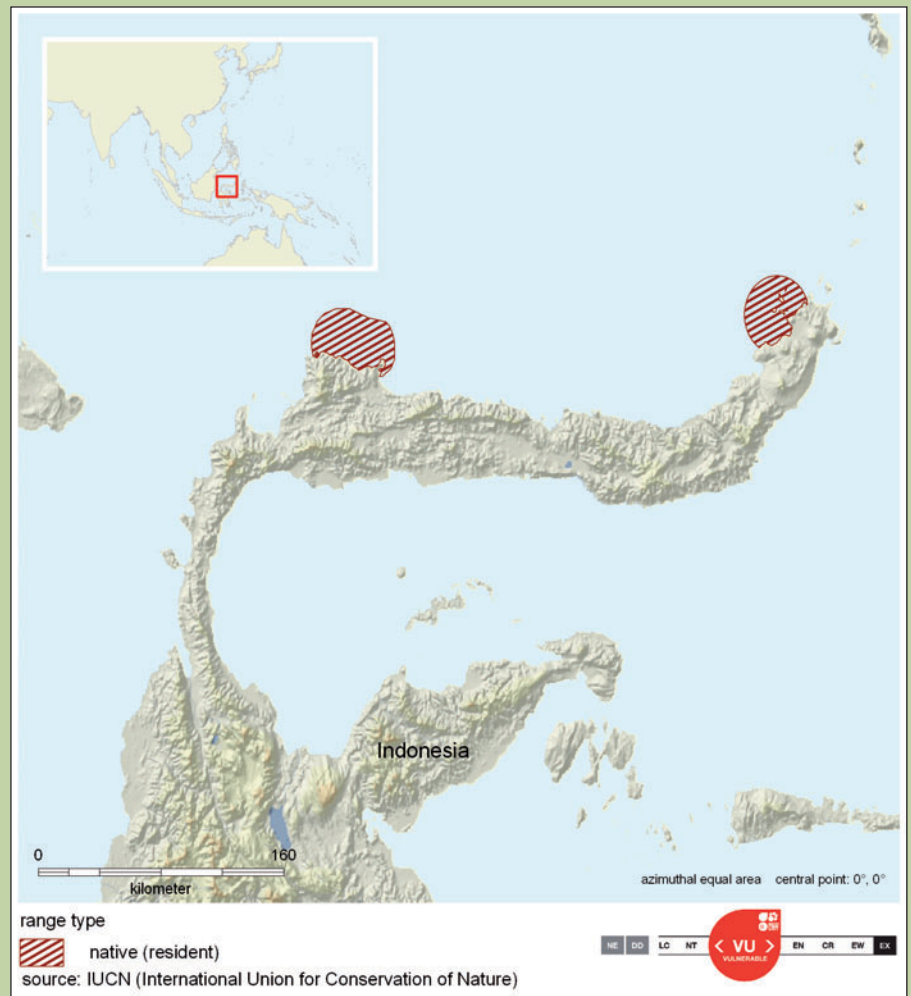 Indonesia
0 160
kilometer
azimuthal equal area central point: 0°, 0°
range type
native (resident)
NE DD LC NT < VU > EN CR EW EX
VULNERABLE
source: IUCN (International Union for Conservation of Nature)